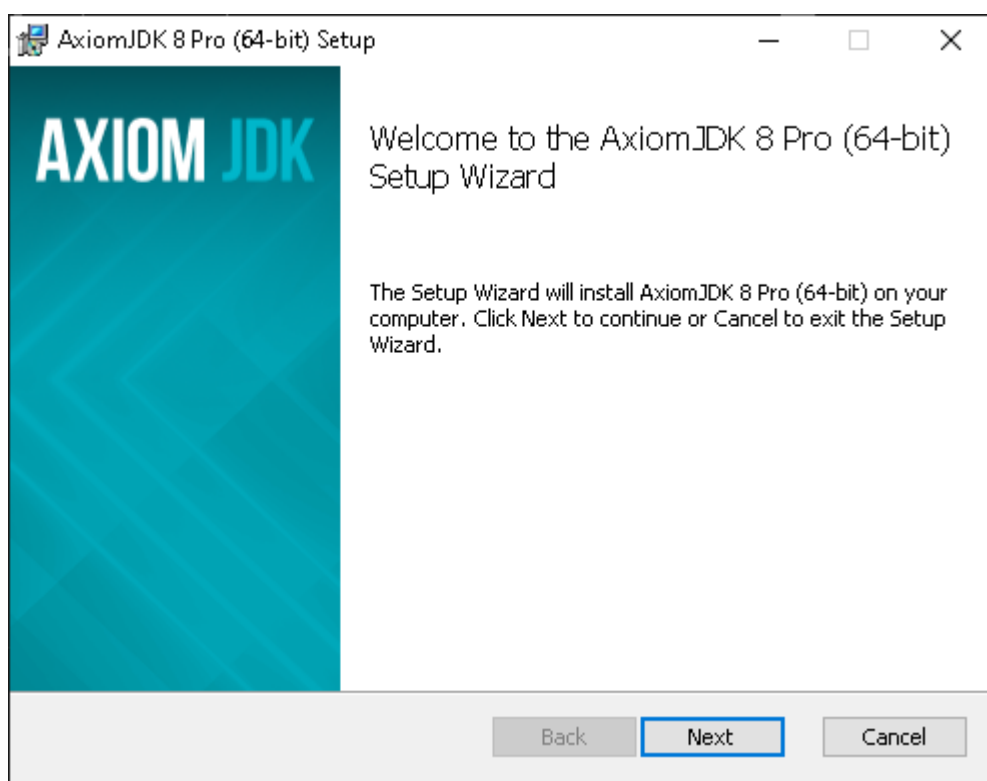 AxiomJDK 8 Pro (64-bit) Setup
AXIOM JDK
Welcome to the AxiomJDK 8 Pro (64-bit)
Setup Wizard
The Setup Wizard will install AxiomJDK 8 Pro (64-bit) on your
computer. Click Next to continue or Cancel to exit the Setup
Wizard.
Back Next Cancel